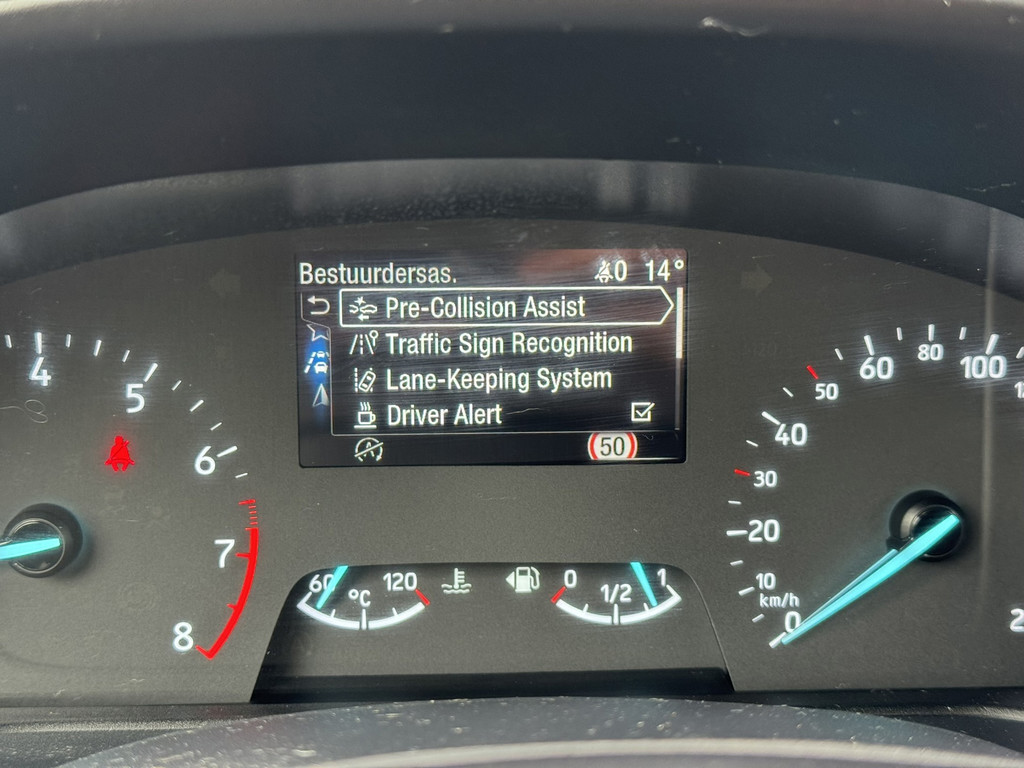 Bestuurdersas.
0 14°
Pre-Collision Assist
Traffic Sign Recognition
Lane-Keeping System
Driver Alert
50
4
5
6
7
8
60 120
°C
0 1/2 1
0
10
20
30
40
50
60
80
100
km/h